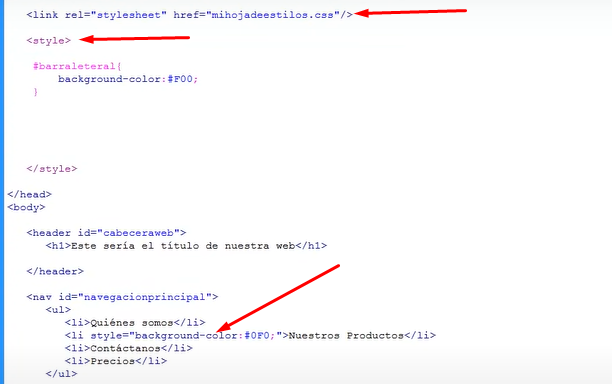 <link rel="stylesheet" href="mihojadeestilos.css"/>
<style>
#barraleteral{
background-color:#F00;
}
</style>
</head>
<body>
<header id="cabeceraweb">
<h1>Este sería el título de nuestra web</h1>
</header>
<nav id="navegacionprincipal">
<ul>
<li>Quiénes somos</li>
<li style="background-color:#0F0;">Nuestros Productos</li>
<li>Contáctanos</li>
<li>Precios</li>
</ul>